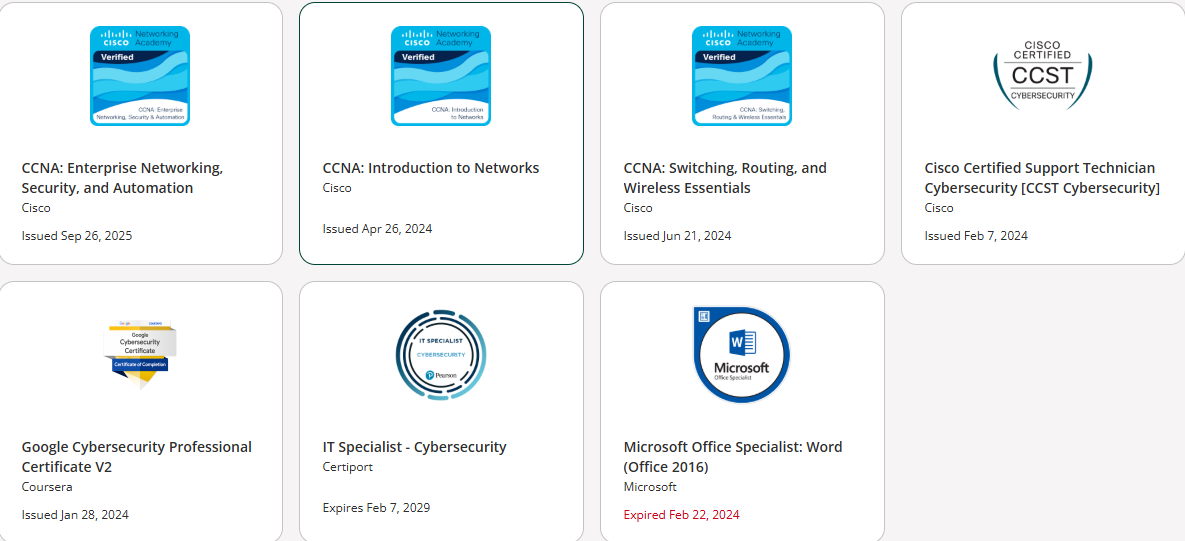 Networking
CISCO Academy
Verified
CCNA: Enterprise
Networking, Security & Automation
CCNA: Enterprise Networking,
Security, and Automation
Cisco
Issued Sep 26, 2025
Networking
CISCO Academy
Verified
CCNA: Introduction
to Networks
CCNA: Introduction to Networks
Cisco
Issued Apr 26, 2024
Networking
CISCO Academy
Verified
CCNA: Switching,
Routing & Wireless Essentials
CCNA: Switching, Routing, and
Wireless Essentials
Cisco
Issued Jun 21, 2024
CISCO
CERTIFIED
CCST
CYBERSECURITY
Cisco Certified Support Technician
Cybersecurity [CCST Cybersecurity]
Cisco
Issued Feb 7, 2024
Google coursera
Google
Cybersecurity
Certificate
Certificate of Completion
Google Cybersecurity Professional
Certificate V2
Coursera
Issued Jan 28, 2024
IT SPECIALIST
CYBERSECURITY
Pearson
IT Specialist - Cybersecurity
Certiport
Expires Feb 7, 2029
W
Microsoft
Office Specialist
Microsoft Office Specialist: Word
(Office 2016)
Microsoft
Expired Feb 22, 2024